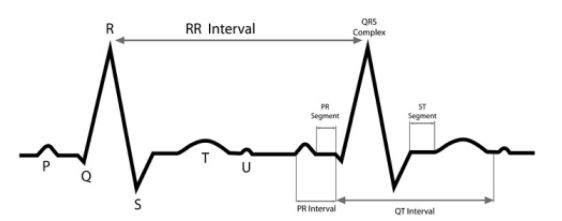 R
RR Interval
QRS
Complex
PR
Segment
ST
Segment
P
Q
S
T
U
PR Interval
QT Interval